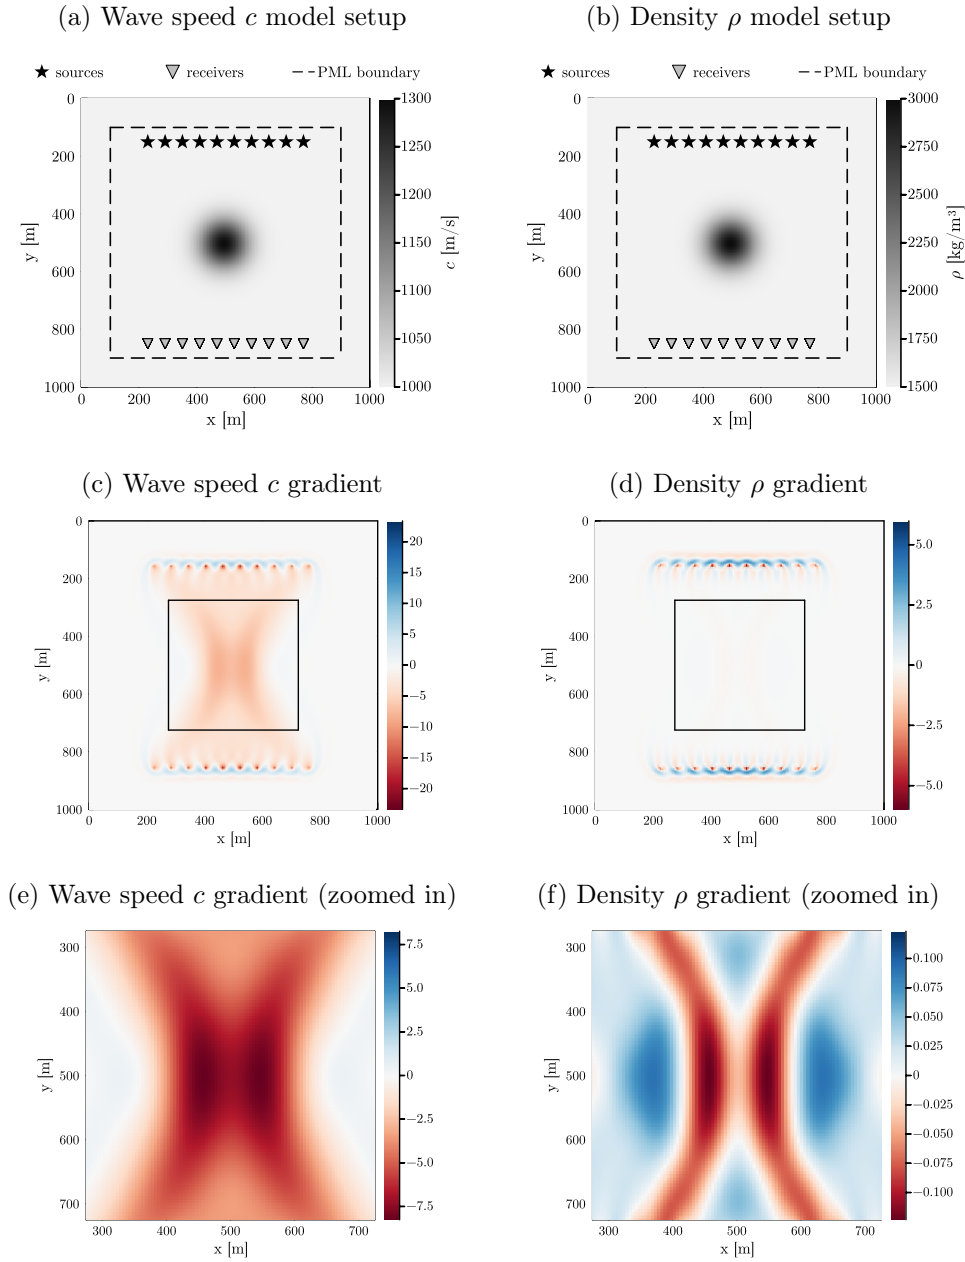 (a) Wave speed c model setup
(b) Density ρ model setup
sources receivers PML boundary
sources receivers PML boundary
0
200
400
600
800
1000
y [m]
0 200 400 600 800 1000
x [m]
1300
1200
1150
1100
1050
1000
c [m/s]
0
200
400
600
800
1000
y [m]
0 200 400 600 800 1000
x [m]
3000
2750
2500
2250
2000
1750
1500
ρ [kg/m³]
(c) Wave speed c gradient
(d) Density ρ gradient
0
200
400
600
800
1000
y [m]
0 200 400 600 800 1000
x [m]
20
15
10
5
0
−5
−10
−15
−20
0
200
400
600
800
1000
y [m]
0 200 400 600 800 1000
x [m]
5.0
2.5
0
−2.5
−5.0
(e) Wave speed c gradient (zoomed in)
(f) Density ρ gradient (zoomed in)
300
400
500
600
700
y [m]
300 400 500 600 700
x [m]
7.5
5.0
2.5
0
−2.5
−5.0
−7.5
300
400
500
600
700
y [m]
300 400 500 600 700
x [m]
0.100
0.075
0.050
0.025
0
−0.025
−0.050
−0.075
−0.100